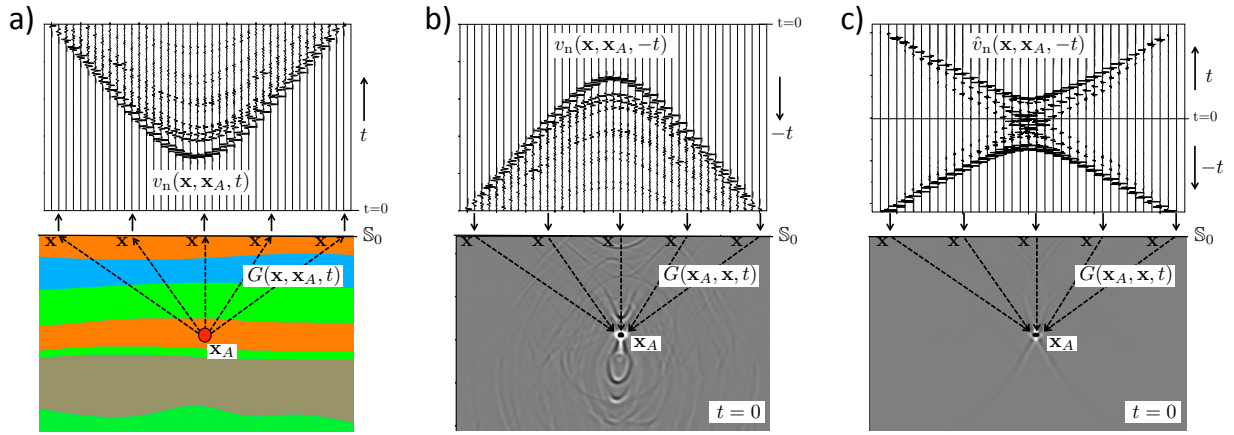 a)
v_n(x, x_A, t)
t
t=0
S_0
x x x x x
G(x, x_A, t)
x_A
b)
t=0
v_n(x, x_A, −t)
−t
S_0
x x x x x
G(x_A, x, t)
x_A
t = 0
c)
v̂_n(x, x_A, −t)
t
t=0
−t
S_0
x x x x x
G(x_A, x, t)
x_A
t = 0